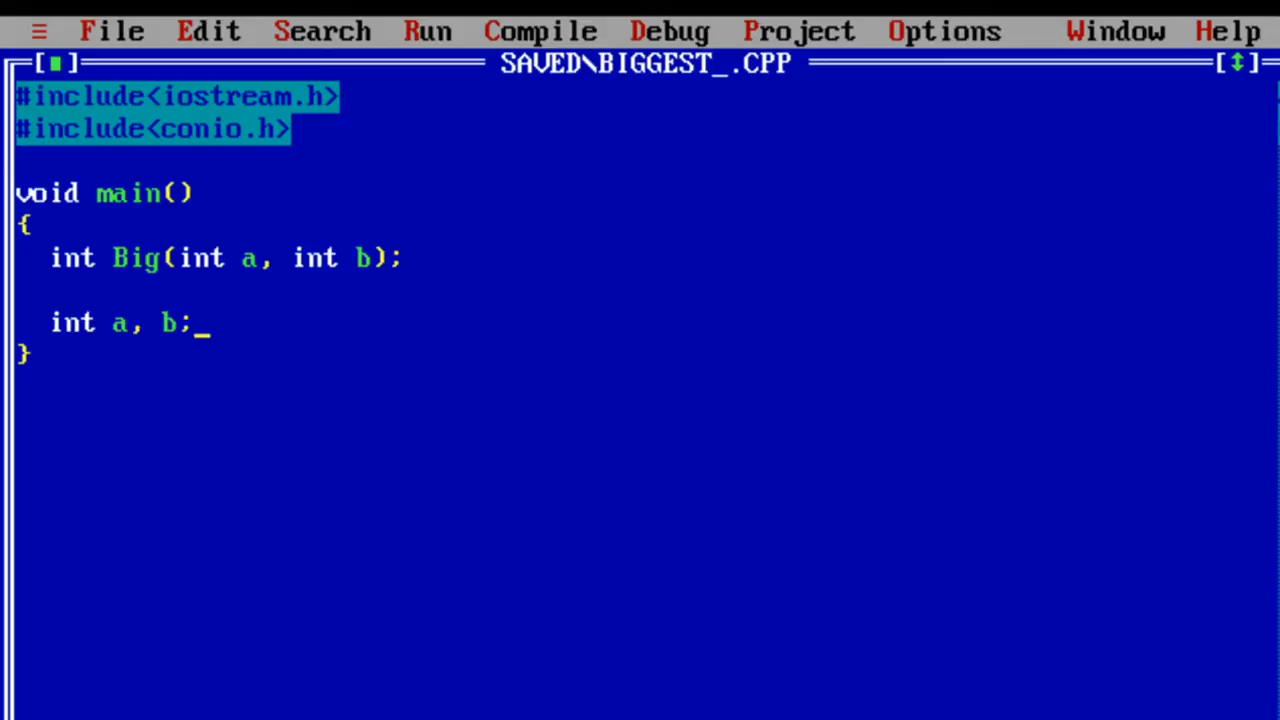 ≡ File Edit Search Run Compile Debug Project Options Window Help
[■] SAVED\BIGGEST_.CPP [↕]
#include<iostream.h>
#include<conio.h>
void main()
{
int Big(int a, int b);
int a, b;_
}